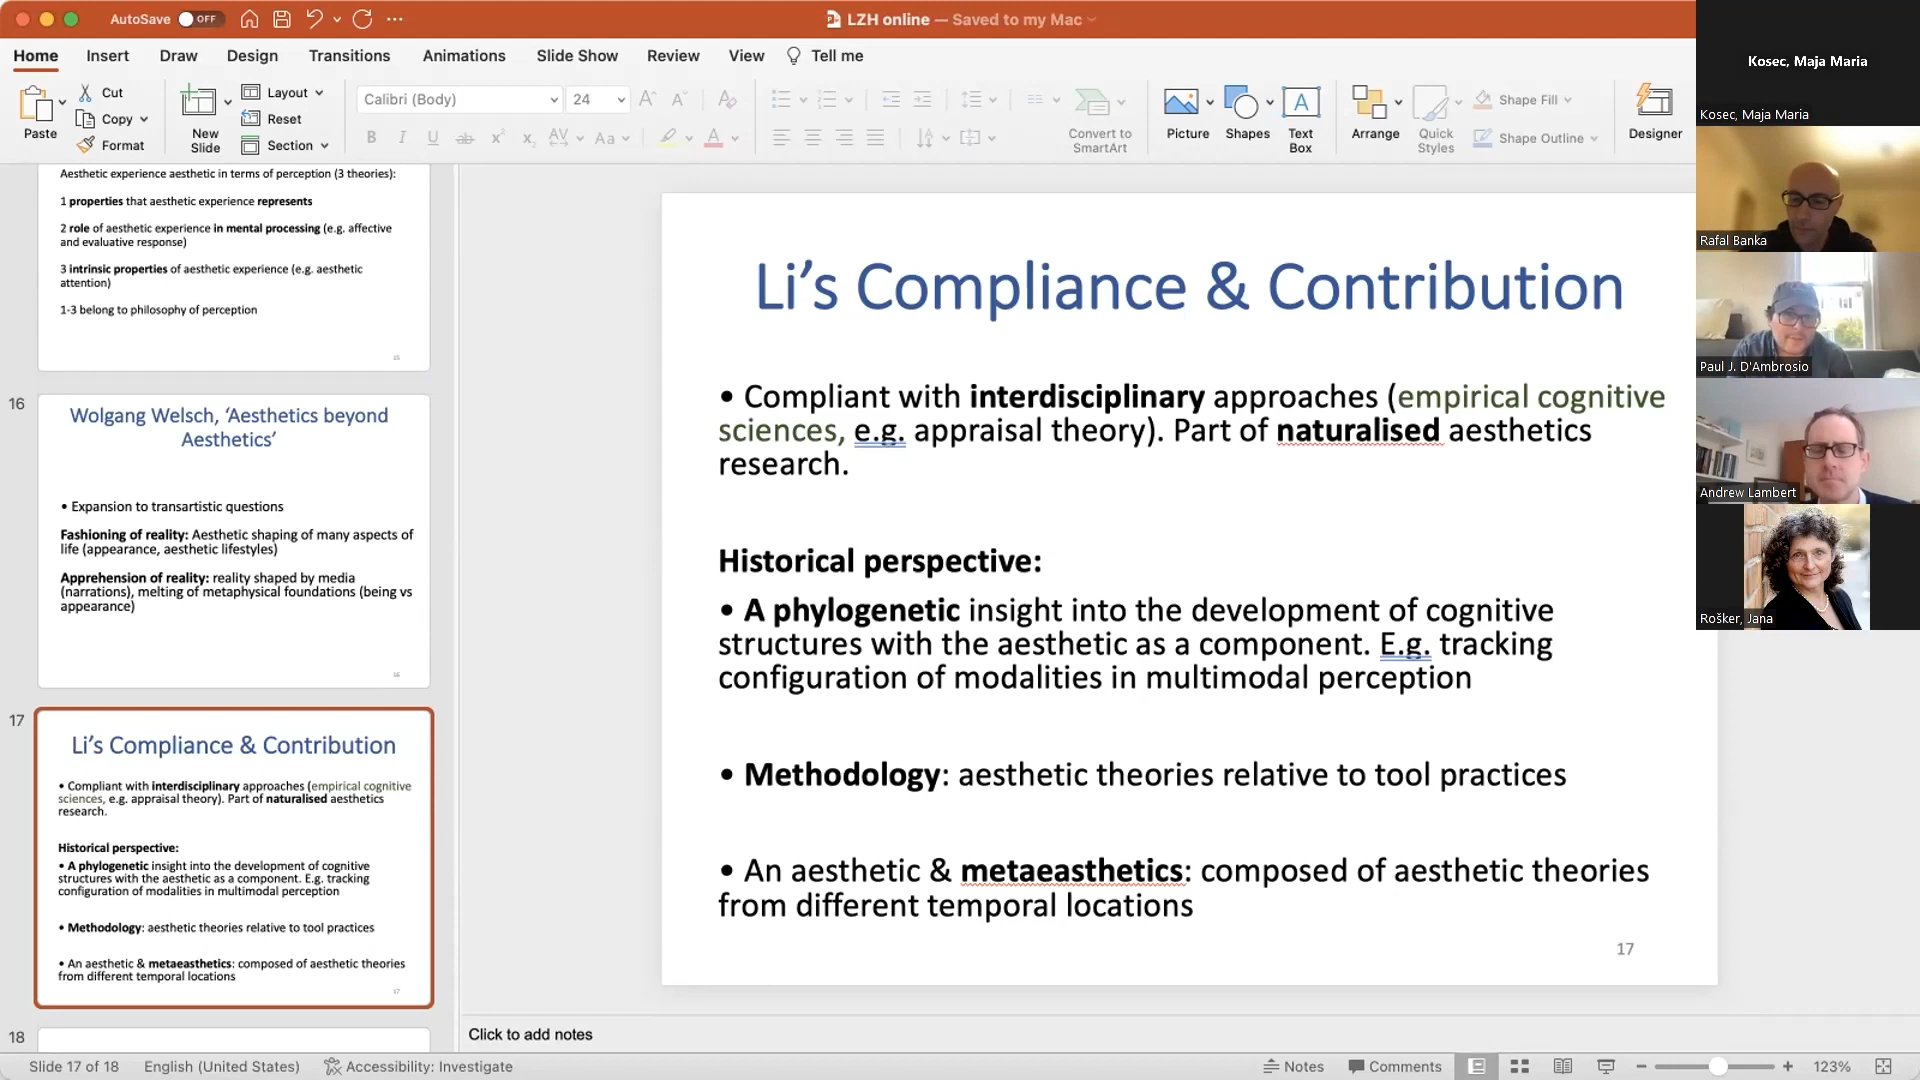 AutoSave OFF
LZH online — Saved to my Mac
Home Insert Draw Design Transitions Animations Slide Show Review View Tell me
Paste
Cut
Copy
Format
New Slide
Layout
Reset
Section
Calibri (Body) 24
Convert to SmartArt
Picture
Shapes
Text Box
Arrange
Quick Styles
Shape Fill
Shape Outline
Designer
Aesthetic experience aesthetic in terms of perception (3 theories):
1 properties that aesthetic experience represents
2 role of aesthetic experience in mental processing (e.g. affective
and evaluative response)
3 intrinsic properties of aesthetic experience (e.g. aesthetic
attention)
1-3 belong to philosophy of perception
15
16
Wolgang Welsch, ‘Aesthetics beyond
Aesthetics’
• Expansion to transartistic questions
Fashioning of reality: Aesthetic shaping of many aspects of
life (appearance, aesthetic lifestyles)
Apprehension of reality: reality shaped by media
(narrations), melting of metaphysical foundations (being vs
appearance)
16
17
Li’s Compliance & Contribution
• Compliant with interdisciplinary approaches (empirical cognitive
sciences, e.g. appraisal theory). Part of naturalised aesthetics
research.
Historical perspective:
• A phylogenetic insight into the development of cognitive
structures with the aesthetic as a component. E.g. tracking
configuration of modalities in multimodal perception
• Methodology: aesthetic theories relative to tool practices
• An aesthetic & metaeasthetics: composed of aesthetic theories
from different temporal locations
17
18
Li’s Compliance & Contribution
• Compliant with interdisciplinary approaches (empirical cognitive
sciences, e.g. appraisal theory). Part of naturalised aesthetics
research.
Historical perspective:
• A phylogenetic insight into the development of cognitive
structures with the aesthetic as a component. E.g. tracking
configuration of modalities in multimodal perception
• Methodology: aesthetic theories relative to tool practices
• An aesthetic & metaeasthetics: composed of aesthetic theories
from different temporal locations
17
Click to add notes
Slide 17 of 18 English (United States) Accessibility: Investigate
Notes Comments 123%
Kosec, Maja Maria
Kosec, Maja Maria
Rafal Banka
Paul J. D'Ambrosio
Andrew Lambert
Rošker, Jana